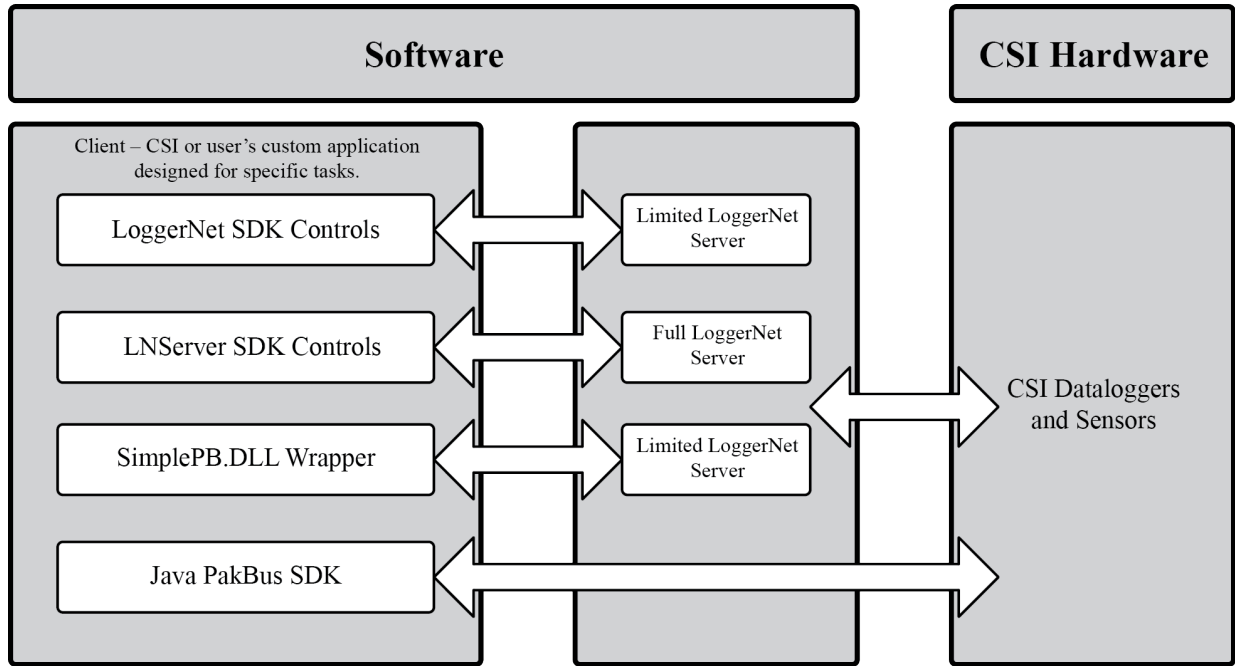 Software
CSI Hardware
Client – CSI or user’s custom application
designed for specific tasks.
LoggerNet SDK Controls
Limited LoggerNet
Server
LNServer SDK Controls
Full LoggerNet
Server
SimplePB.DLL Wrapper
Limited LoggerNet
Server
Java PakBus SDK
CSI Dataloggers
and Sensors